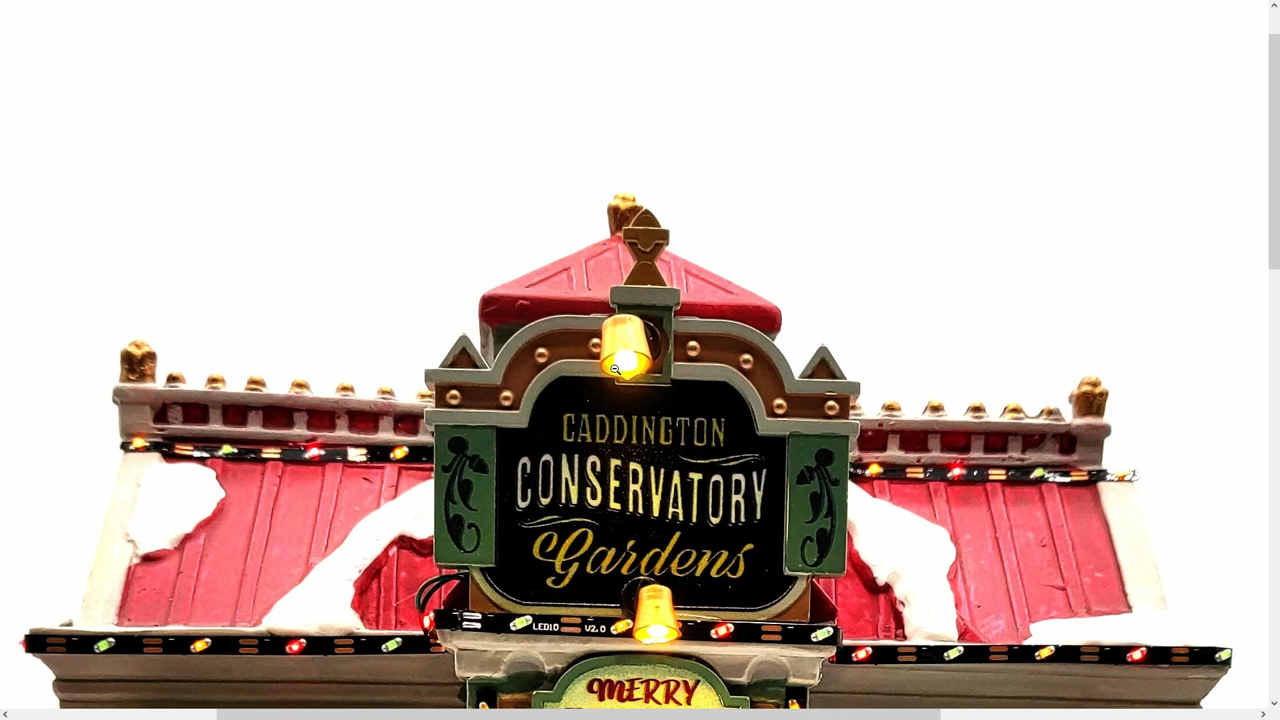 CADDINGTON
CONSERVATORY
Gardens
LED10 V2.0
MERRY